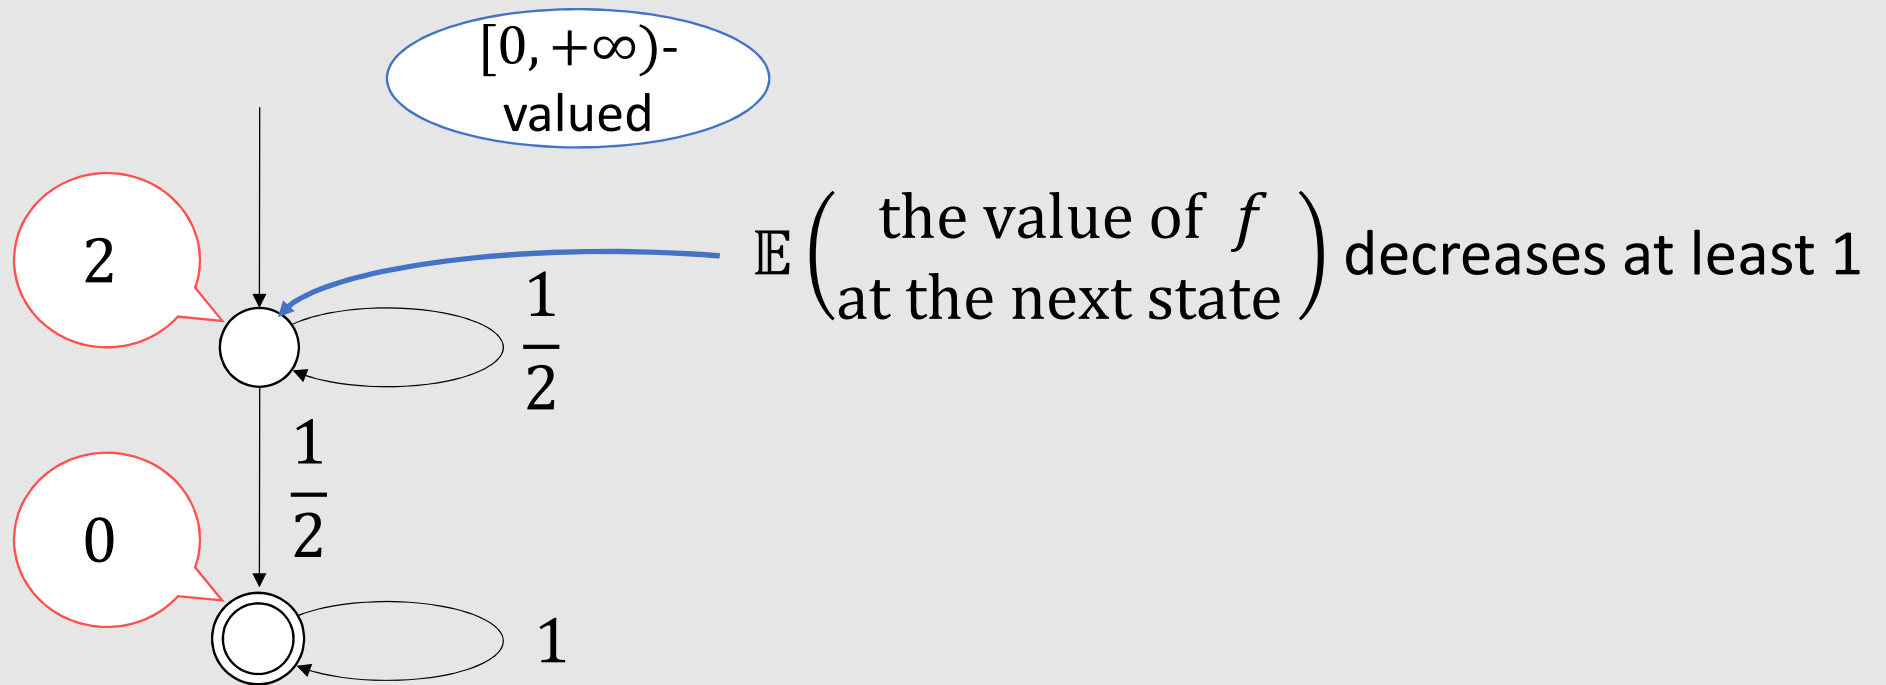 [0, +∞)-
valued
2
𝔼 ( the value of f
at the next state ) decreases at least 1
1/2
1/2
0
1